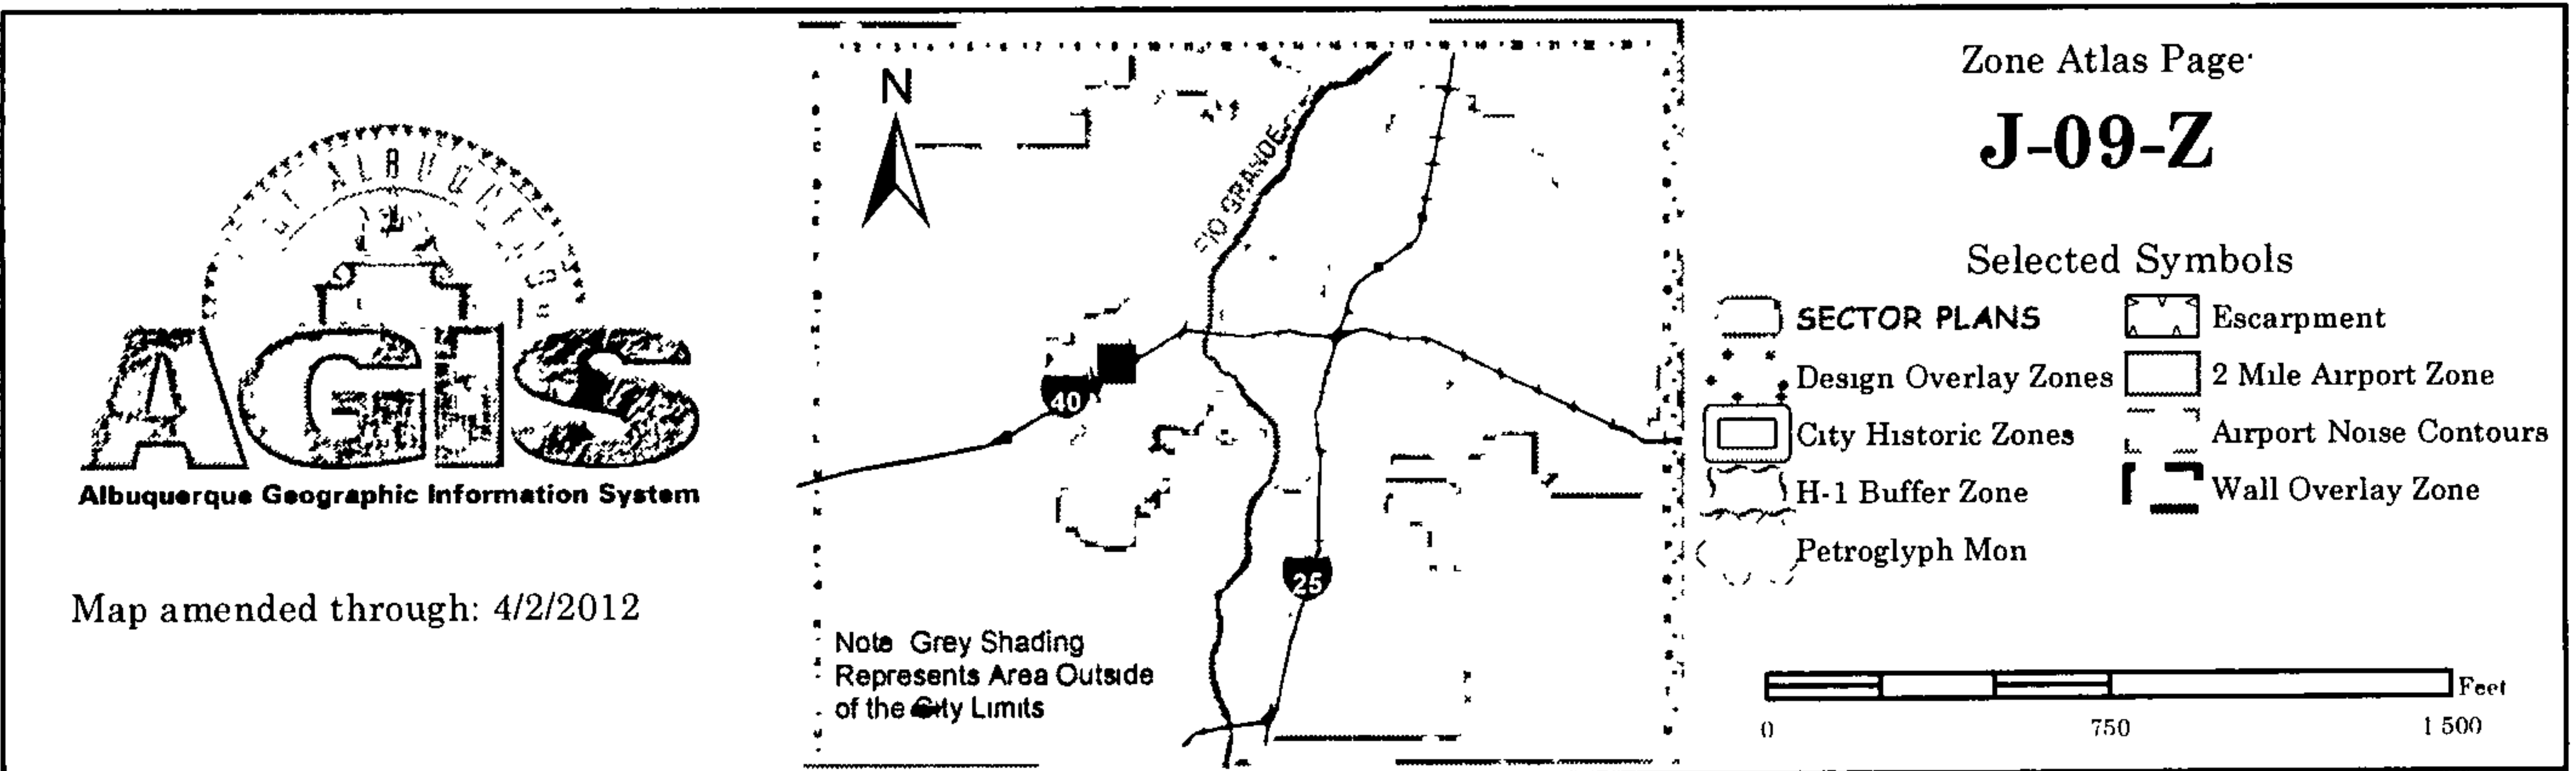 AGIS
Albuquerque Geographic Information System
Map amended through: 4/2/2012
N
RIO GRANDE
40
25
Note Grey Shading
Represents Area Outside
of the City Limits
Zone Atlas Page
J-09-Z
Selected Symbols
SECTOR PLANS
Design Overlay Zones
City Historic Zones
H-1 Buffer Zone
Petroglyph Mon
Escarpment
2 Mile Airport Zone
Airport Noise Contours
Wall Overlay Zone
Feet
0 750 1 500